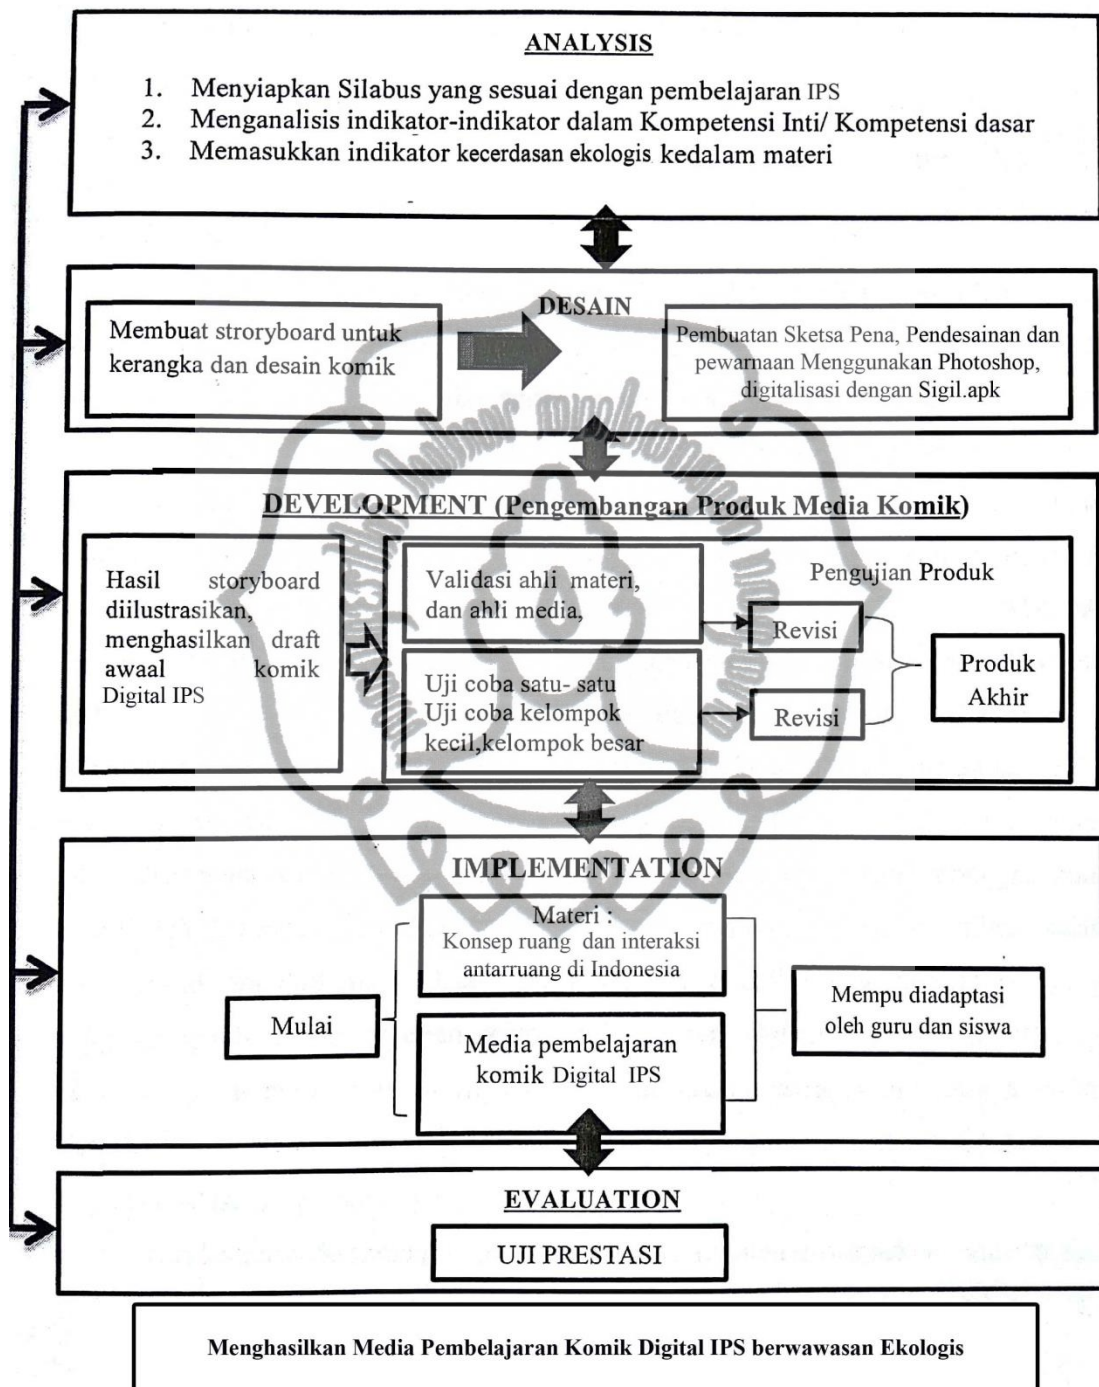 ANALYSIS
1. Menyiapkan Silabus yang sesuai dengan pembelajaran IPS
2. Menganalisis indikator-indikator dalam Kompetensi Inti/ Kompetensi dasar
3. Memasukkan indikator kecerdasan ekologis kedalam materi
DESAIN
Membuat stroryboard untuk
kerangka dan desain komik
Pembuatan Sketsa Pena, Pendesainan dan
pewarnaan Menggunakan Photoshop,
digitalisasi dengan Sigil.apk
DEVELOPMENT (Pengembangan Produk Media Komik)
Hasil storyboard
diilustrasikan,
menghasilkan draft
awaal komik
Digital IPS
Validasi ahli materi,
dan ahli media,
Uji coba satu- satu
Uji coba kelompok
kecil,kelompok besar
Pengujian Produk
Revisi
Revisi
Produk
Akhir
IMPLEMENTATION
Mulai
Materi :
Konsep ruang dan interaksi
antarruang di Indonesia
Media pembelajaran
komik Digital IPS
Mempu diadaptasi
oleh guru dan siswa
EVALUATION
UJI PRESTASI
Menghasilkan Media Pembelajaran Komik Digital IPS berwawasan Ekologis